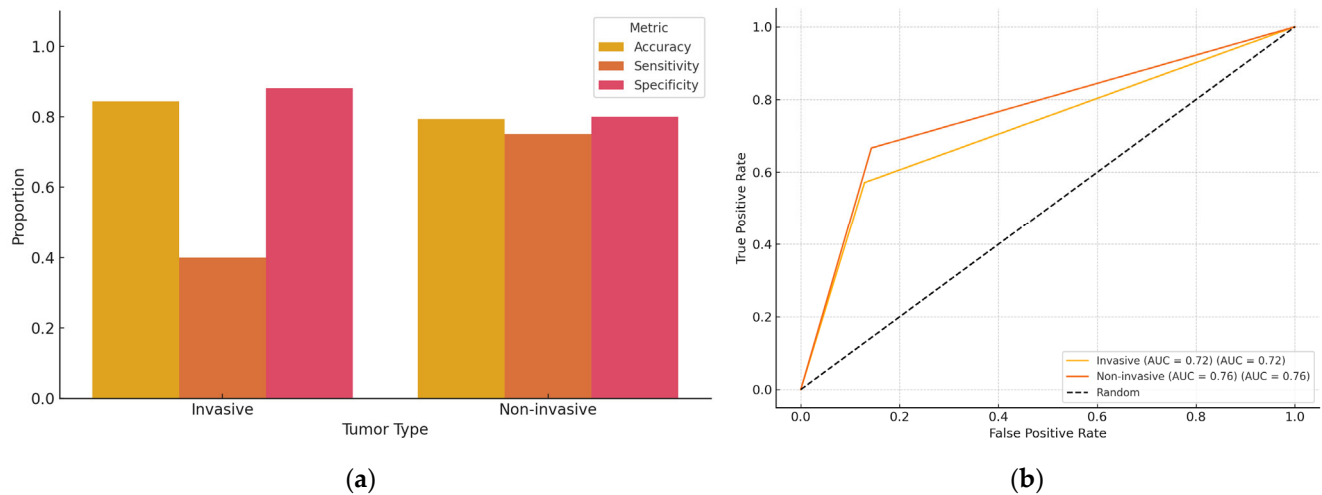 1.0
0.8
0.6
0.4
0.2
0.0
Proportion
Metric
Accuracy
Sensitivity
Specificity
Invasive
Non-invasive
Tumor Type
(a)
1.0
0.8
0.6
0.4
0.2
0.0
True Positive Rate
Invasive (AUC = 0.72) (AUC = 0.72)
Non-invasive (AUC = 0.76) (AUC = 0.76)
Random
0.0 0.2 0.4 0.6 0.8 1.0
False Positive Rate
(b)